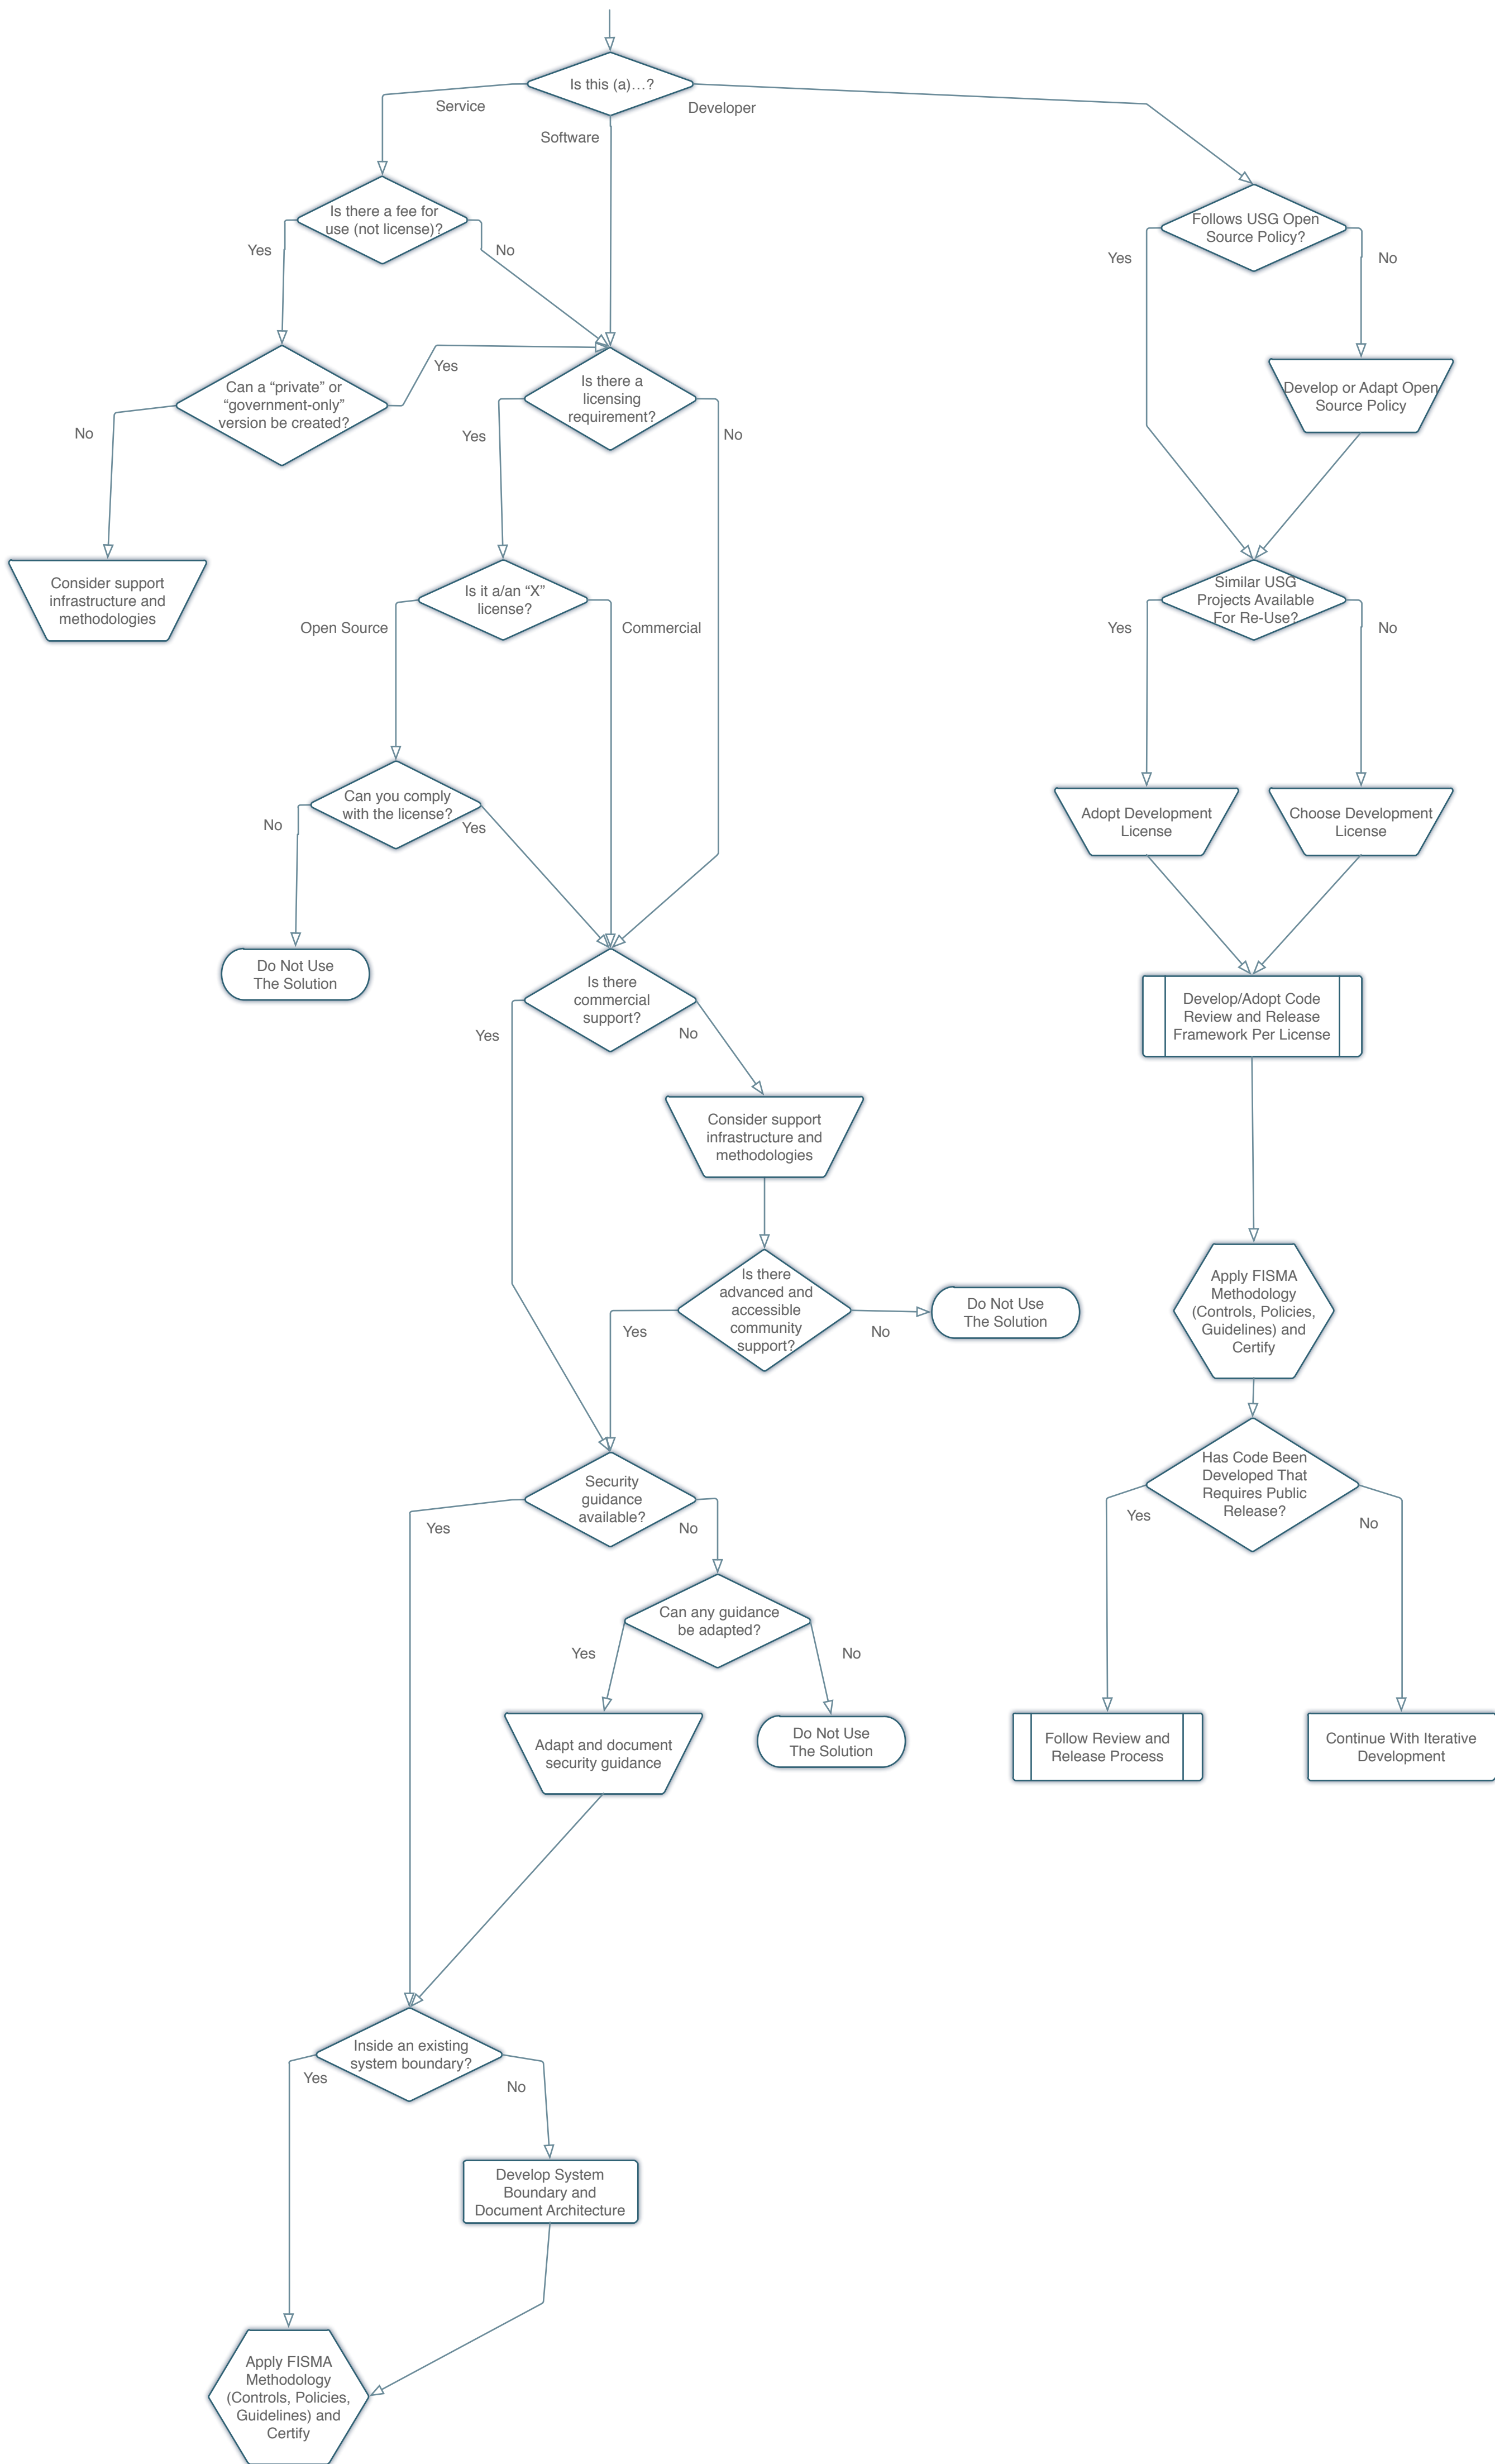 Is this (a)…?
Service
Developer
Software
Is there a fee for
use (not license)?
Follows USG Open
Source Policy?
Yes
No
Yes
No
Can a “private” or
“government-only”
version be created?
Yes
No
Is there a
licensing
requirement?
Yes
No
Develop or Adapt Open
Source Policy
Consider support
infrastructure and
methodologies
Is it a/an “X”
license?
Open Source
Commercial
Similar USG
Projects Available
For Re-Use?
Yes
No
Can you comply
with the license?
No
Yes
Adopt Development
License
Choose Development
License
Do Not Use
The Solution
Is there
commercial
support?
Yes
No
Develop/Adopt Code
Review and Release
Framework Per License
Consider support
infrastructure and
methodologies
Is there
advanced and
accessible
community
support?
Yes
No
Do Not Use
The Solution
Apply FISMA
Methodology
(Controls, Policies,
Guidelines) and
Certify
Security
guidance
available?
Yes
No
Has Code Been
Developed That
Requires Public
Release?
Yes
No
Can any guidance
be adapted?
Yes
No
Adapt and document
security guidance
Do Not Use
The Solution
Follow Review and
Release Process
Continue With Iterative
Development
Inside an existing
system boundary?
Yes
No
Develop System
Boundary and
Document Architecture
Apply FISMA
Methodology
(Controls, Policies,
Guidelines) and
Certify